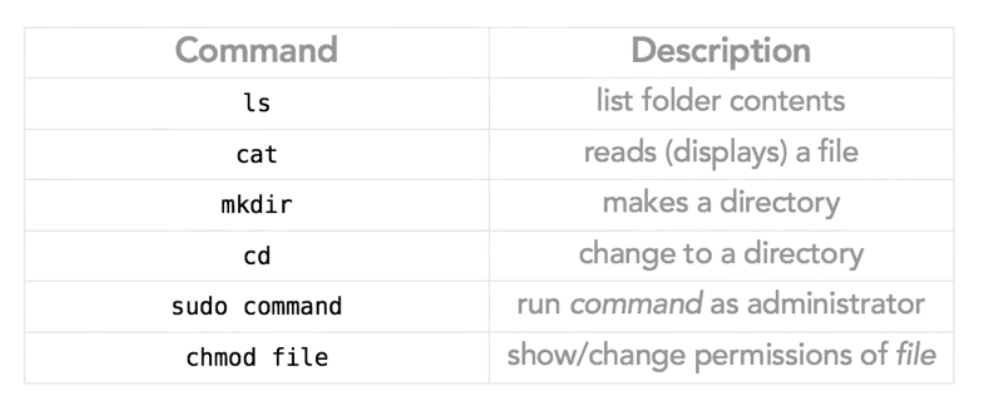 Command Description
ls list folder contents
cat reads (displays) a file
mkdir makes a directory
cd change to a directory
sudo command run command as administrator
chmod file show/change permissions of file